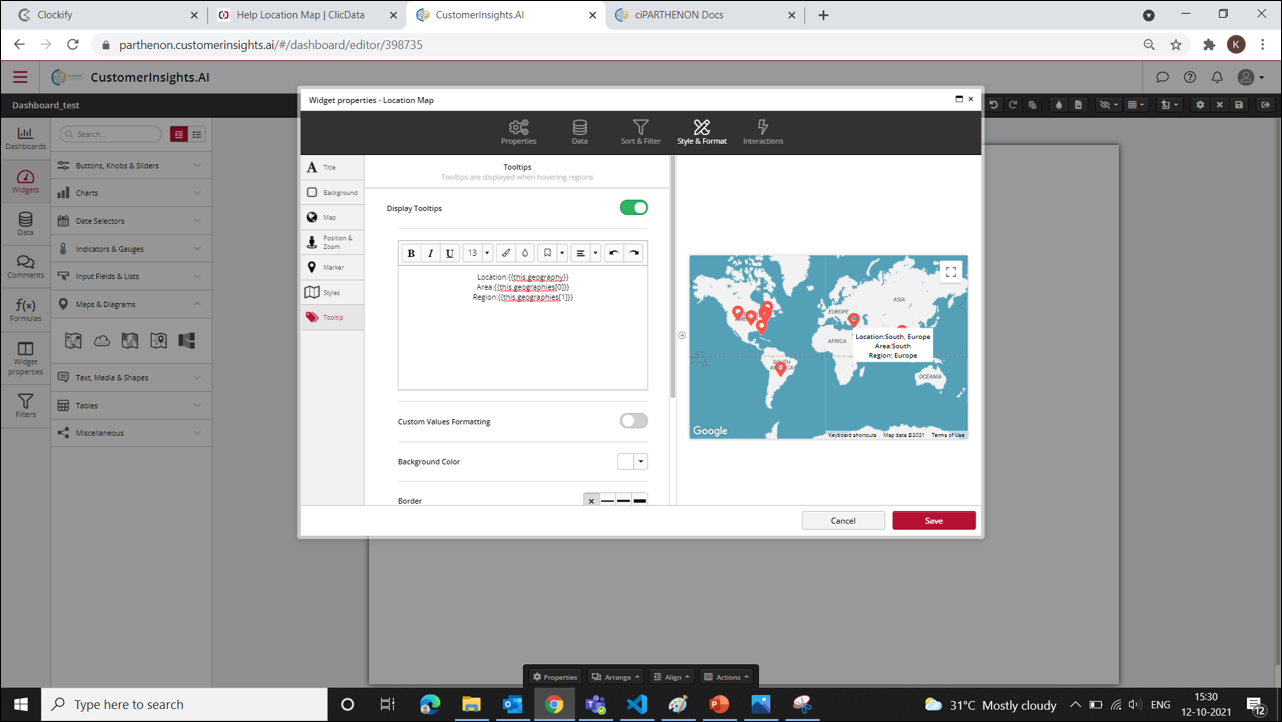 Clockify
Help Location Map | ClicData
CustomerInsights.AI
ciPARTHENON Docs
parthenon.customerinsights.ai/#/dashboard/editor/398735
K
CustomerInsights.AI
Dashboard_test
Widget properties - Location Map
Properties
Data
Sort & Filter
Style & Format
Interactions
Dashboards
Widgets
Data
Comments
f(x)
Formulas
Widget
properties
Filters
Search...
Buttons, Knobs & Sliders
Charts
Date Selectors
Indicators & Gauges
Input Fields & Lists
Maps & Diagrams
Text, Media & Shapes
Tables
Miscellaneous
A Title
Background
Map
Position &
Zoom
Marker
Styles
Tooltip
Tooltips
Tooltips are displayed when hovering regions
Display Tooltips
B I U 13
Location:{{this.geography}}
Area:{{this.geographies[0]}}
Region:{{this.geographies[1]}}
Custom Values Formatting
Background Color
Border
ASIA
EUROPE
AFRICA
OCEANIA
Location:South, Europe
Area:South
Region: Europe
Google
Keyboard shortcuts Map data ©2021 Terms of Use
Cancel
Save
Properties
Arrange
Align
Actions
Type here to search
31°C Mostly cloudy
ENG
15:30
12-10-2021
12